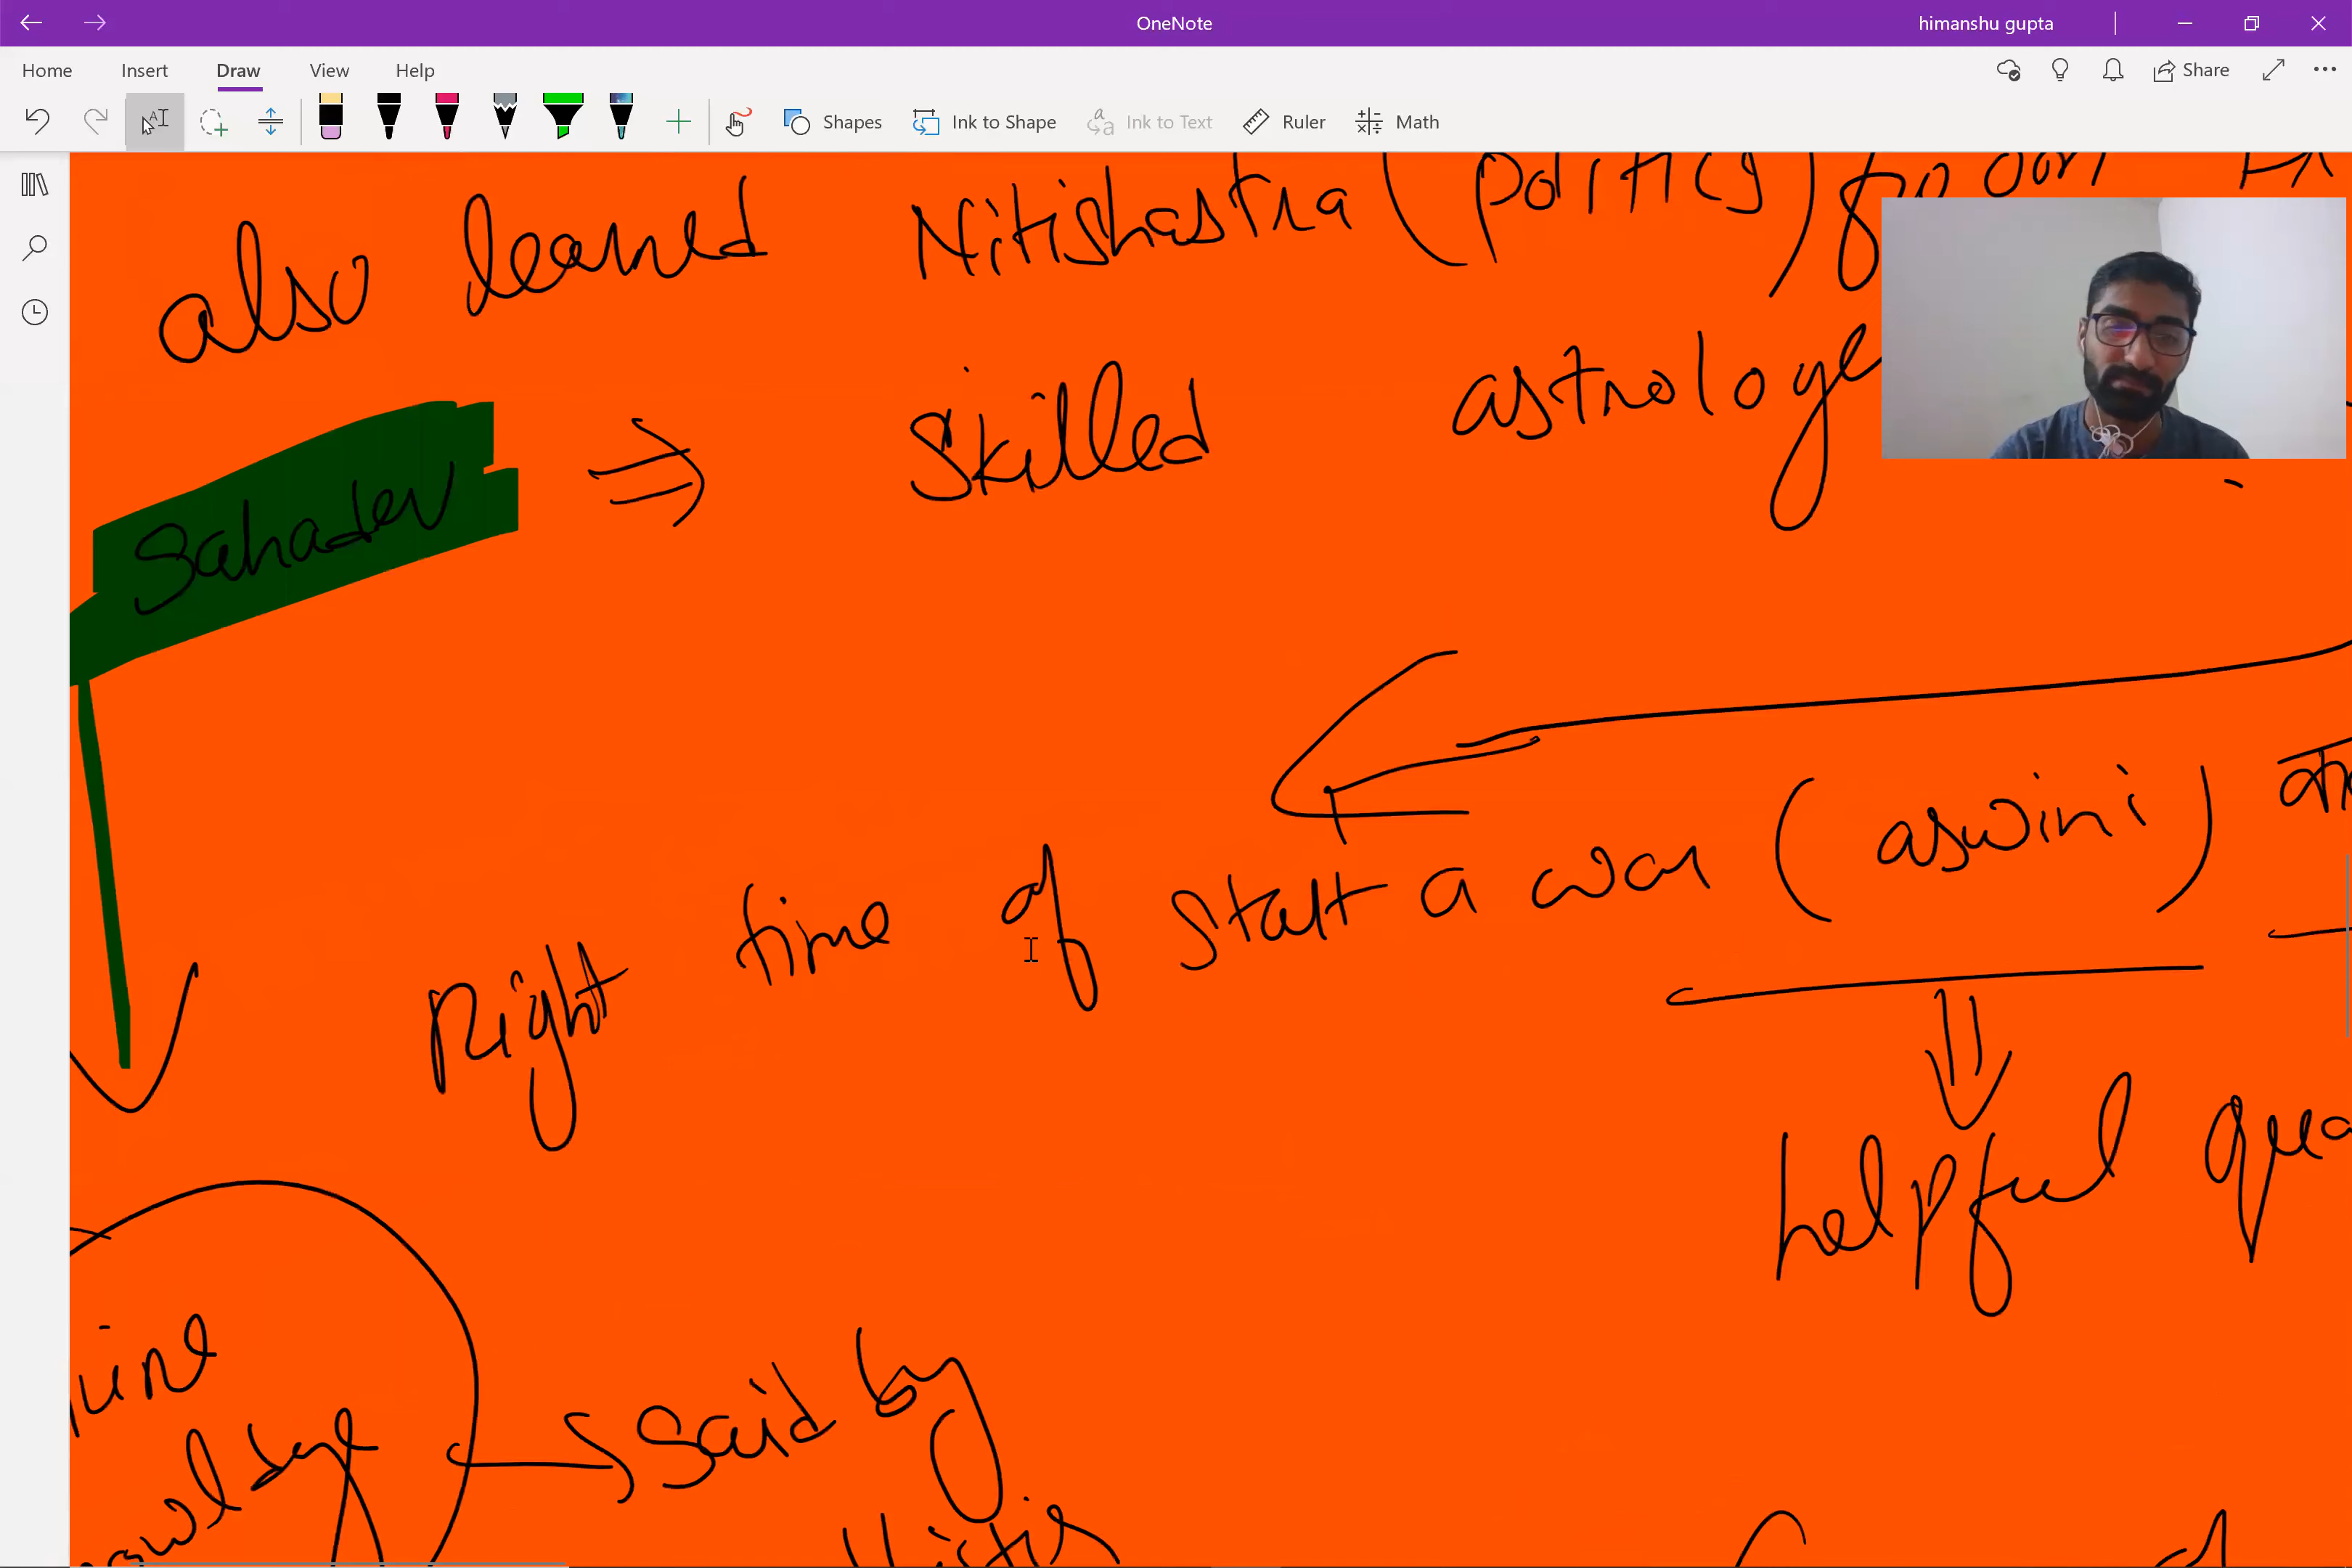 OneNote
himanshu gupta
Home Insert Draw View Help
Share
Shapes Ink to Shape Ink to Text Ruler Math
also learned Nitishastra (politics)
Sahadev ⇒ Skilled astrologe
Right time of Start a war (aswini)
helpful
Said by